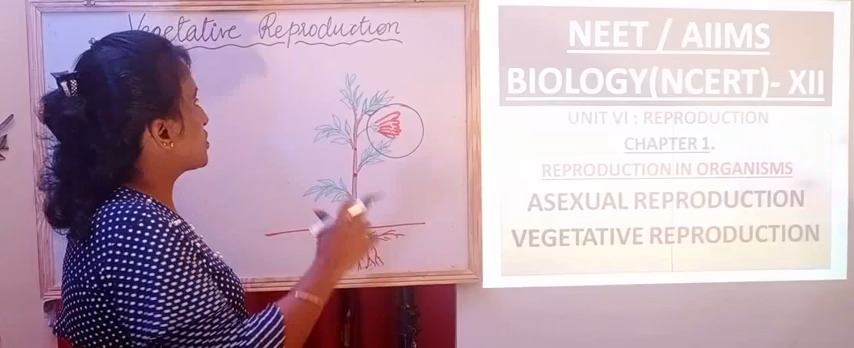 Vegetative Reproduction
NEET / AIIMS
BIOLOGY(NCERT)- XII
UNIT VI : REPRODUCTION
CHAPTER 1.
REPRODUCTION IN ORGANISMS
ASEXUAL REPRODUCTION
VEGETATIVE REPRODUCTION